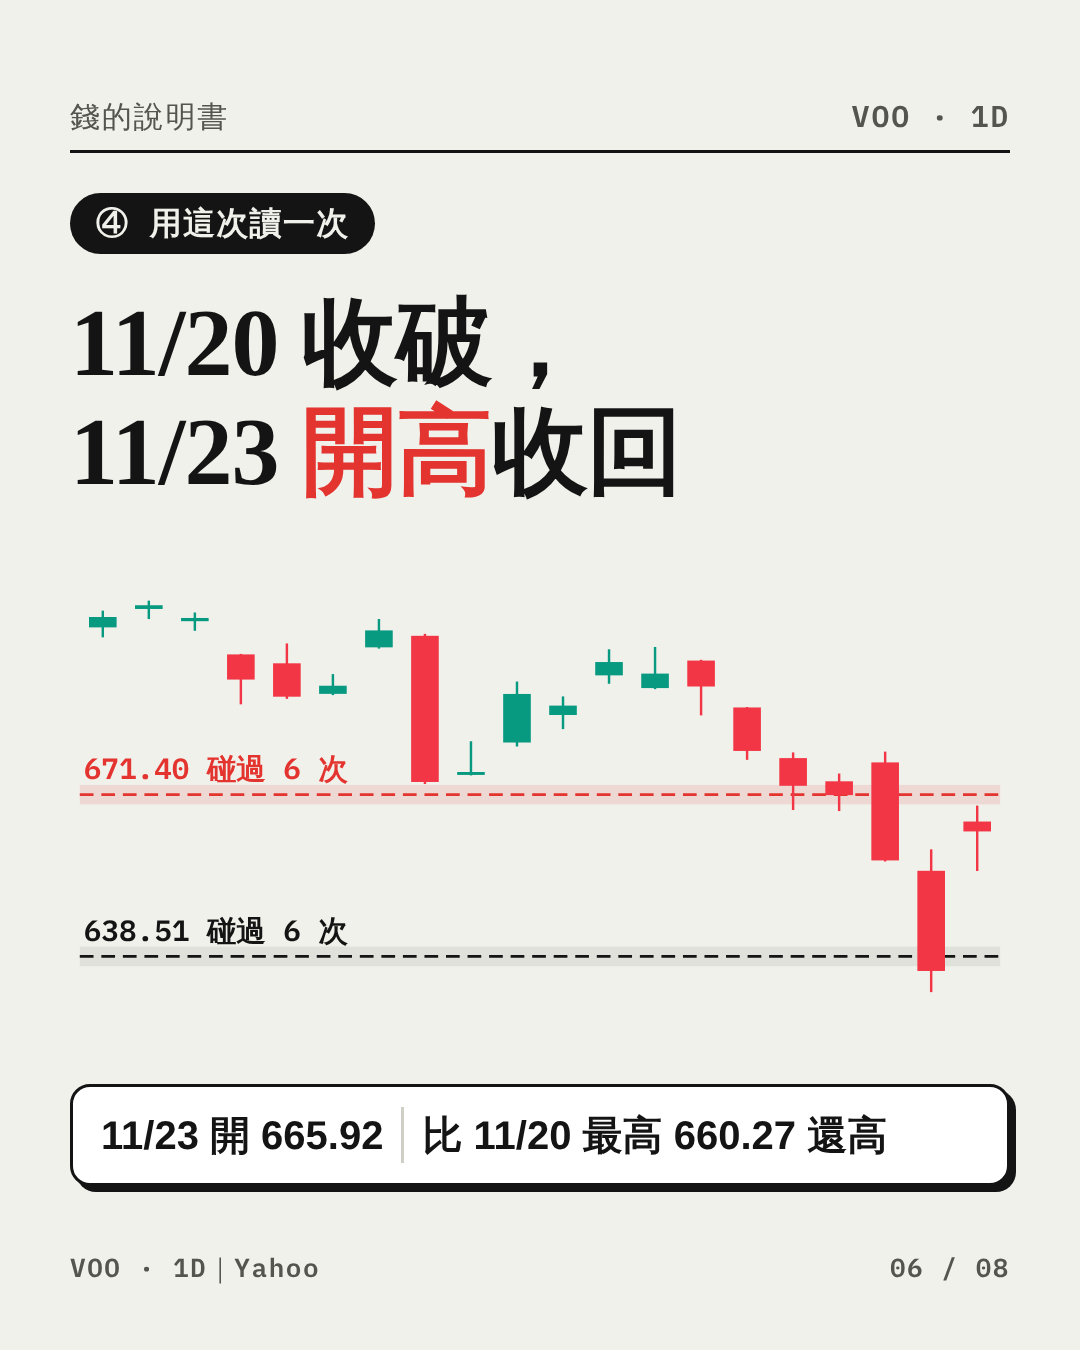 錢的說明書
VOO · 1D
④ 用這次讀一次
11/20 收破，
11/23 開高收回
671.40 碰過 6 次
638.51 碰過 6 次
11/23 開 665.92 │ 比 11/20 最高 660.27 還高
VOO · 1D｜Yahoo
06 / 08